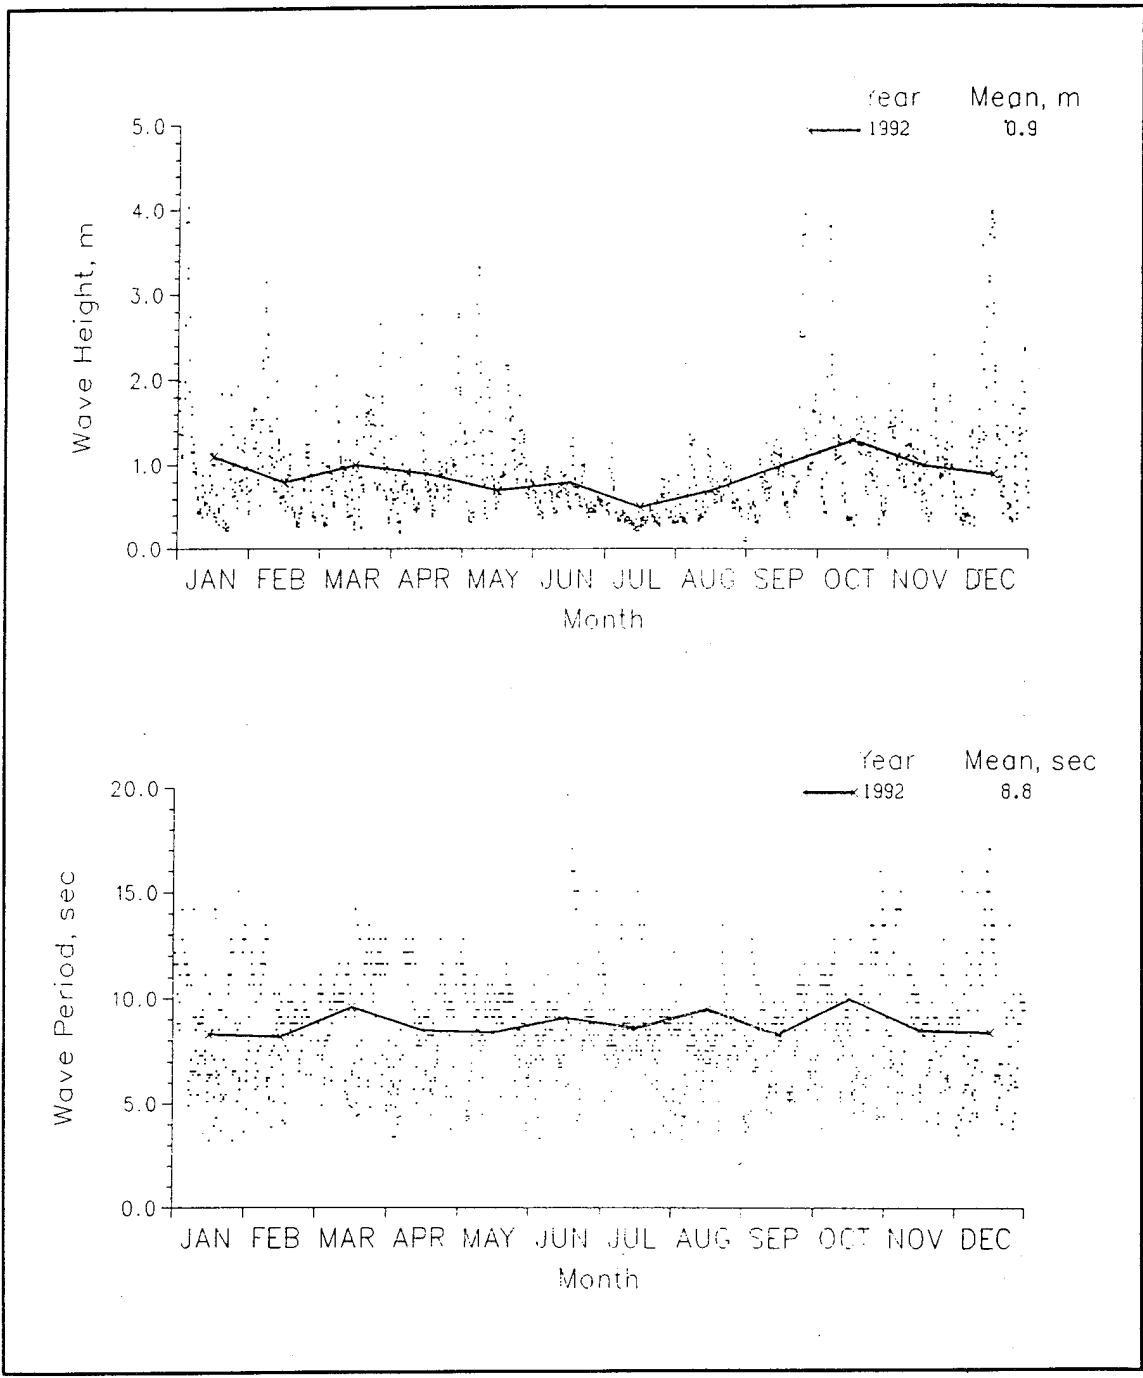 Year Mean, m
1992 0.9
5.0
4.0
3.0
2.0
1.0
0.0
Wave Height, m
JAN FEB MAR APR MAY JUN JUL AUG SEP OCT NOV DEC
Month
Year Mean, sec
1992 8.8
20.0
15.0
10.0
5.0
0.0
Wave Period, sec
JAN FEB MAR APR MAY JUN JUL AUG SEP OCT NOV DEC
Month